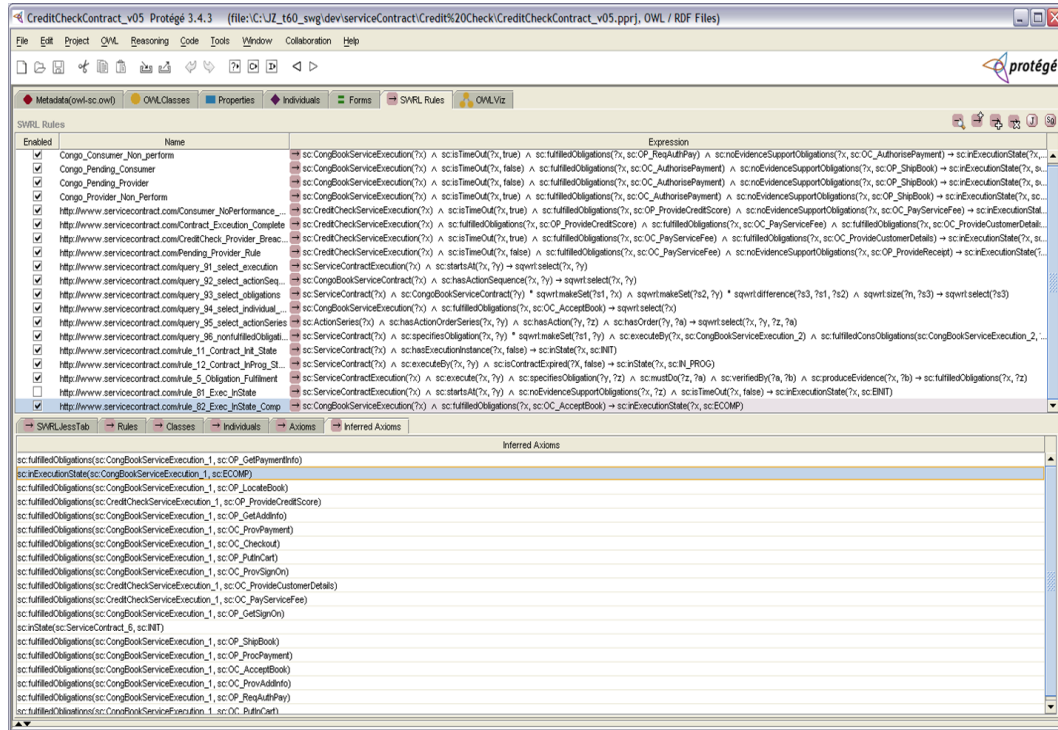 CreditCheckContract_v05 Protégé 3.4.3 (file:\C:\JZ_t60_swg\dev\serviceContract\Credit%20Check\CreditCheckContract_v05.pprj, OWL / RDF Files)
File Edit Project OWL Reasoning Code Tools Window Collaboration Help
protégé
Metadata(owl-sc.owl) OWLClasses Properties Individuals Forms SWRL Rules OWLViz
SWRL Rules
Enabled Name Expression
Congo_Consumer_Non_perform sc:CongBookServiceExecution(?x) ∧ sc:isTimeOut(?x, true) ∧ sc:fulfilledObligations(?x, sc:OP_ReqAuthPay) ∧ sc:noEvidenceSupportObligations(?x, sc:OC_AuthorisePayment) → sc:inExecutionState(?x,...
Congo_Pending_Consumer sc:CongBookServiceExecution(?x) ∧ sc:isTimeOut(?x, false) ∧ sc:fulfilledObligations(?x, sc:OC_AuthorisePayment) ∧ sc:noEvidenceSupportObligations(?x, sc:OP_ShipBook) → sc:inExecutionState(?x, s...
Congo_Pending_Provider sc:CongBookServiceExecution(?x) ∧ sc:isTimeOut(?x, false) ∧ sc:fulfilledObligations(?x, sc:OC_AuthorisePayment) ∧ sc:noEvidenceSupportObligations(?x, sc:OP_ShipBook) → sc:inExecutionState(?x, s...
Congo_Provider_Non_Perform sc:CongBookServiceExecution(?x) ∧ sc:isTimeOut(?x, true) ∧ sc:fulfilledObligations(?x, sc:OC_AuthorisePayment) ∧ sc:noEvidenceSupportObligations(?x, sc:OP_ShipBook) → sc:inExecutionState(?x, sc...
http://www.servicecontract.com/Consumer_NoPerformance_... sc:CreditCheckServiceExecution(?x) ∧ sc:isTimeOut(?x, true) ∧ sc:fulfilledObligations(?x, sc:OP_ProvideCreditScore) ∧ sc:noEvidenceSupportObligations(?x, sc:OC_PayServiceFee) → sc:inExecutionStat...
http://www.servicecontract.com/Contract_Excution_Complete sc:CreditCheckServiceExecution(?x) ∧ sc:fulfilledObligations(?x, sc:OP_ProvideCreditScore) ∧ sc:fulfilledObligations(?x, sc:OC_PayServiceFee) ∧ sc:fulfilledObligations(?x, sc:OC_ProvideCustomerDetail...
http://www.servicecontract.com/CreditCheck_Provider_Breac... sc:CreditCheckServiceExecution(?x) ∧ sc:isTimeOut(?x, true) ∧ sc:fulfilledObligations(?x, sc:OC_PayServiceFee) ∧ sc:fulfilledObligations(?x, sc:OC_ProvideCustomerDetails) → sc:inExecutionState(?x, s...
http://www.servicecontract.com/Pending_Provider_Rule sc:CreditCheckServiceExecution(?x) ∧ sc:isTimeOut(?x, false) ∧ sc:fulfilledObligations(?x, sc:OC_PayServiceFee) ∧ sc:noEvidenceSupportObligations(?x, sc:OP_ProvideReceipt) → sc:inExecutionState(?...
http://www.servicecontract.com/query_91_select_execution sc:ServiceContractExecution(?x) ∧ sc:startsAt(?x, ?y) → sqwrl:select(?x, ?y)
http://www.servicecontract.com/query_92_select_actionSeq... sc:CongoBookServiceContract(?x) ∧ sc:hasActionSequence(?x, ?y) → sqwrl:select(?x, ?y)
http://www.servicecontract.com/query_93_select_obligations sc:ServiceContract(?x) ∧ sc:CongoBookServiceContract(?y) ° sqwrl:makeSet(?s1, ?x) ∧ sqwrl:makeSet(?s2, ?y) ° sqwrl:difference(?s3, ?s1, ?s2) ∧ sqwrl:size(?n, ?s3) → sqwrl:select(?s3)
http://www.servicecontract.com/query_94_select_individual_... sc:CongBookServiceExecution(?x) ∧ sc:fulfilledObligations(?x, sc:OC_AcceptBook) → sqwrl:select(?x)
http://www.servicecontract.com/query_95_select_actionSeries sc:ActionSeries(?x) ∧ sc:hasActionOrderSeries(?x, ?y) ∧ sc:hasAction(?y, ?z) ∧ sc:hasOrder(?y, ?a) → sqwrl:select(?x, ?y, ?z, ?a)
http://www.servicecontract.com/query_96_nonfulfilledObligati... sc:ServiceContract(?x) ∧ sc:specifiesObligation(?x, ?y) ° sqwrl:makeSet(?s1, ?y) ∧ sc:executeBy(?x, sc:CongBookServiceExecution_2) ∧ sc:fulfilledConsObligations(sc:CongBookServiceExecution_2, ...
http://www.servicecontract.com/rule_11_Contract_Init_State sc:ServiceContract(?x) ∧ sc:hasExecutionInstance(?x, false) → sc:inState(?x, sc:INIT)
http://www.servicecontract.com/rule_12_Contract_InProg_St... sc:ServiceContract(?x) ∧ sc:executeBy(?x, ?y) ∧ sc:isContractExpired(?X, false) → sc:inState(?x, sc:IN_PROG)
http://www.servicecontract.com/rule_5_Obligation_Fulfilment sc:ServiceContractExecution(?x) ∧ sc:execute(?x, ?y) ∧ sc:specifiesObligation(?y, ?z) ∧ sc:mustDo(?z, ?a) ∧ sc:verifiedBy(?a, ?b) ∧ sc:produceEvidence(?x, ?b) → sc:fulfilledObligations(?x, ?z)
http://www.servicecontract.com/rule_81_Exec_InState sc:ServiceContractExecution(?x) ∧ sc:startsAt(?x, ?y) ∧ sc:noEvidenceSupportObligations(?x, ?z) ∧ sc:isTimeOut(?x, false) → sc:inExecutionState(?x, sc:EINIT)
http://www.servicecontract.com/rule_82_Exec_InState_Comp sc:CongBookServiceExecution(?x) ∧ sc:fulfilledObligations(?x, sc:OC_AcceptBook) → sc:inExecutionState(?x, sc:ECOMP)
SWRLJessTab Rules Classes Individuals Axioms Inferred Axioms
Inferred Axioms
sc:fulfilledObligations(sc:CongBookServiceExecution_1, sc:OP_GetPaymentInfo)
sc:inExecutionState(sc:CongBookServiceExecution_1, sc:ECOMP)
sc:fulfilledObligations(sc:CongBookServiceExecution_1, sc:OP_LocateBook)
sc:fulfilledObligations(sc:CreditCheckServiceExecution_1, sc:OP_ProvideCreditScore)
sc:fulfilledObligations(sc:CongBookServiceExecution_1, sc:OP_GetAddInfo)
sc:fulfilledObligations(sc:CongBookServiceExecution_1, sc:OC_ProvPayment)
sc:fulfilledObligations(sc:CongBookServiceExecution_1, sc:OC_Checkout)
sc:fulfilledObligations(sc:CongBookServiceExecution_1, sc:OP_PutInCart)
sc:fulfilledObligations(sc:CongBookServiceExecution_1, sc:OC_ProvSignOn)
sc:fulfilledObligations(sc:CreditCheckServiceExecution_1, sc:OC_ProvideCustomerDetails)
sc:fulfilledObligations(sc:CreditCheckServiceExecution_1, sc:OC_PayServiceFee)
sc:fulfilledObligations(sc:CongBookServiceExecution_1, sc:OP_GetSignOn)
sc:inState(sc:ServiceContract_6, sc:INIT)
sc:fulfilledObligations(sc:CongBookServiceExecution_1, sc:OP_ShipBook)
sc:fulfilledObligations(sc:CongBookServiceExecution_1, sc:OP_ProcPayment)
sc:fulfilledObligations(sc:CongBookServiceExecution_1, sc:OC_AcceptBook)
sc:fulfilledObligations(sc:CongBookServiceExecution_1, sc:OC_ProvAddInfo)
sc:fulfilledObligations(sc:CongBookServiceExecution_1, sc:OP_ReqAuthPay)
sc:fulfilledObligations(sc:CongBookServiceExecution_1, sc:OC_PutInCart)